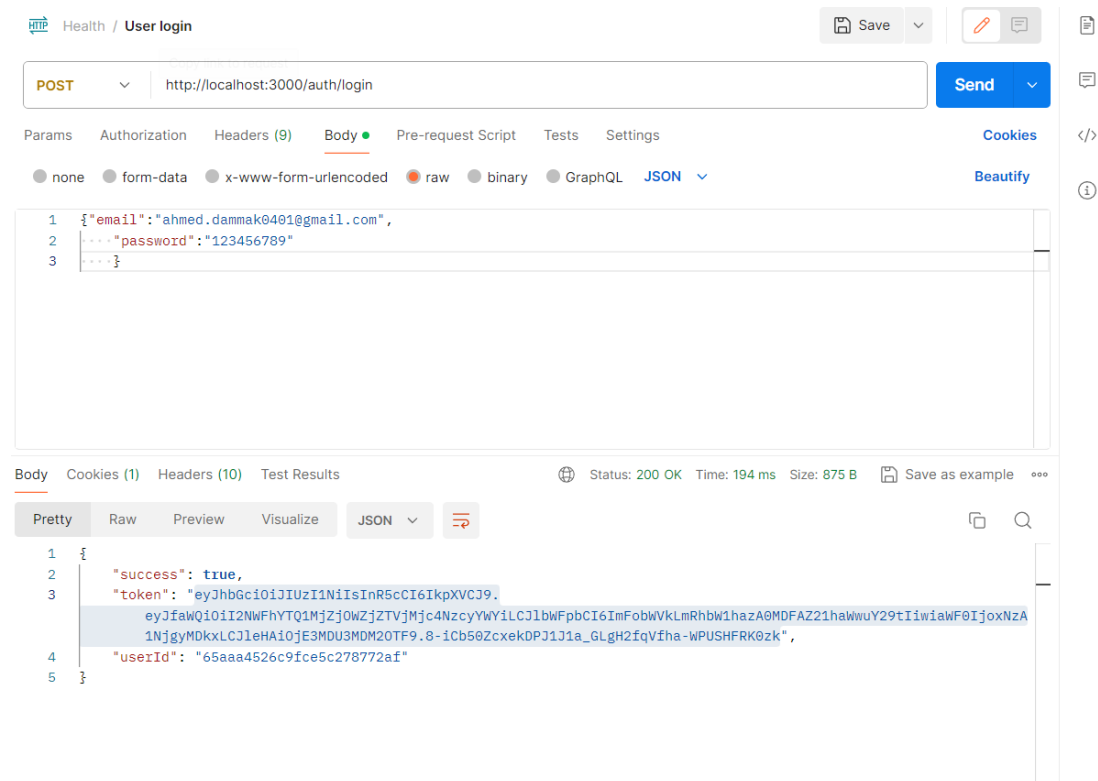 HTTP Health / User login Save
POST http://localhost:3000/auth/login Send
Params Authorization Headers (9) Body Pre-request Script Tests Settings Cookies
none form-data x-www-form-urlencoded raw binary GraphQL JSON Beautify
1 {"email":"ahmed.dammak0401@gmail.com",
2 ····"password":"123456789"
3 ····}
Body Cookies (1) Headers (10) Test Results Status: 200 OK Time: 194 ms Size: 875 B Save as example
Pretty Raw Preview Visualize JSON
1 {
2 "success": true,
3 "token": "eyJhbGciOiJIUzI1NiIsInR5cCI6IkpXVCJ9.
eyJfaWQiOiI2NWFhYTQ1MjZjOWZjZTVjMjc4NzcyYWYiLCJlbWFpbCI6ImFobWVkLmRhbW1hazA0MDFAZ21haWwuY29tIiwiaWF0IjoxNzA
1NjgyMDkxLCJleHAiOjE3MDU3MDM2OTF9.8-iCb50ZcxekDPJ1J1a_GLgH2fqVfha-WPUSHFRK0zk",
4 "userId": "65aaa4526c9fce5c278772af"
5 }